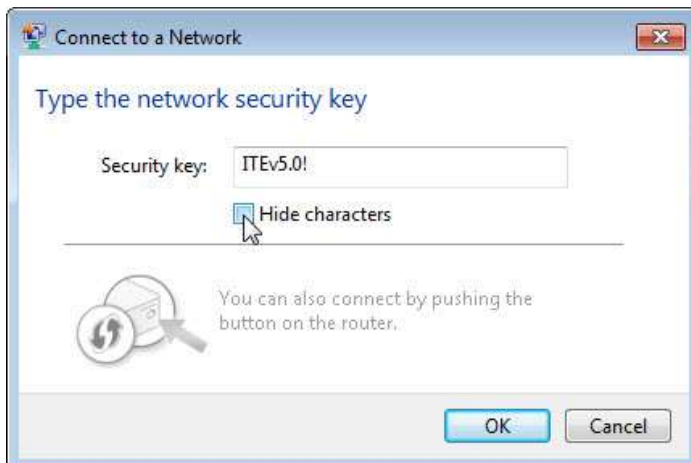 Connect to a Network
Type the network security key
Security key: ITEv5.0!
Hide characters
You can also connect by pushing the
button on the router.
OK Cancel